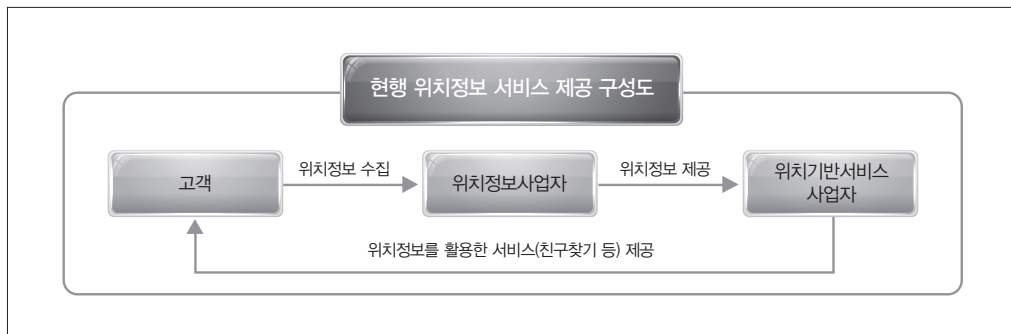 현행 위치정보 서비스 제공 구성도
고객
위치정보 수집
위치정보사업자
위치정보 제공
위치기반서비스
사업자
위치정보를 활용한 서비스(친구찾기 등) 제공